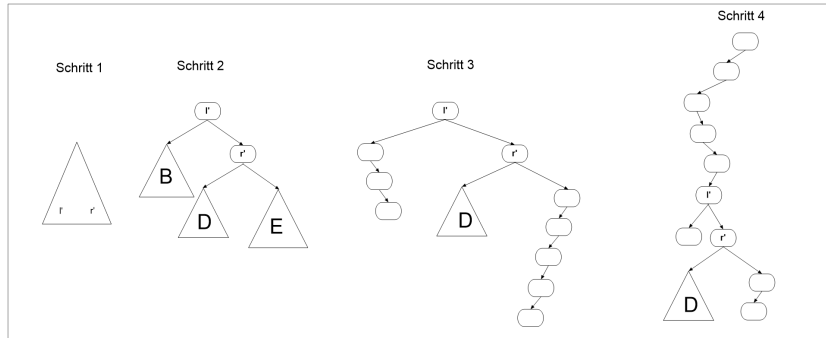 Schritt 1
l'
r'
Schritt 2
l'
r'
B
D
E
Schritt 3
l'
r'
D
Schritt 4
l'
r'
D